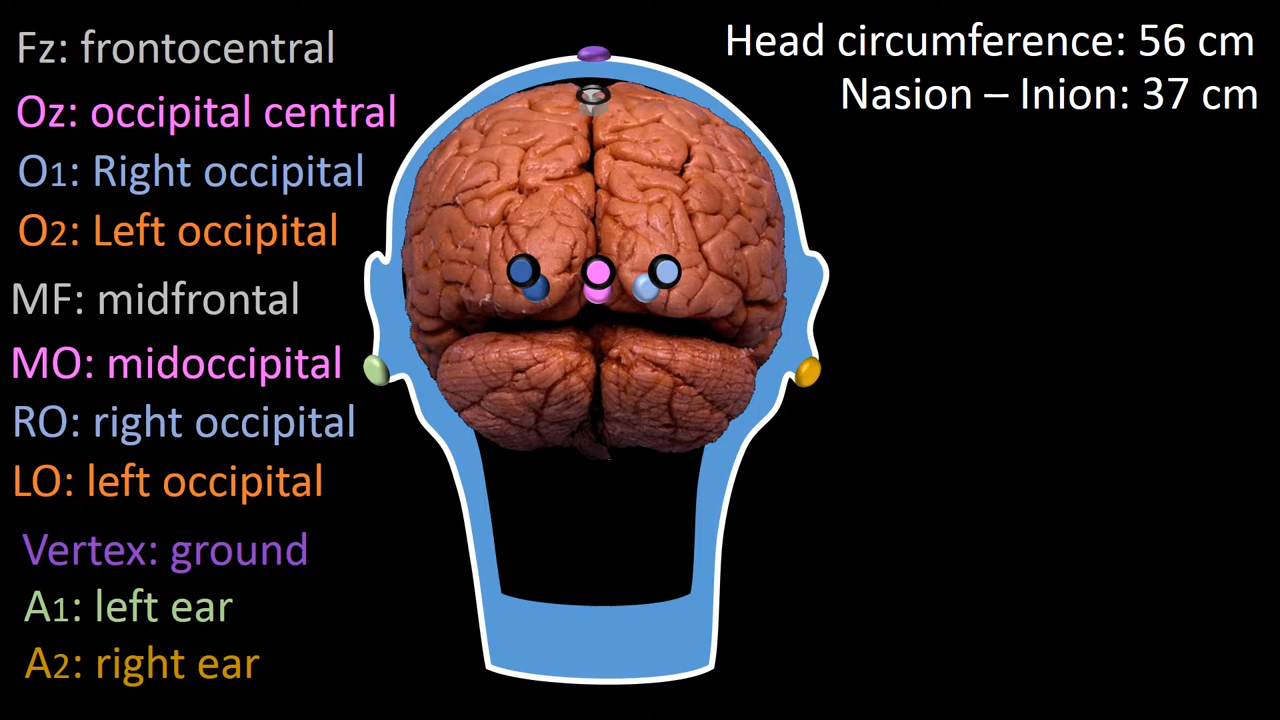 Fz: frontocentral
Oz: occipital central
O1: Right occipital
O2: Left occipital
MF: midfrontal
MO: midoccipital
RO: right occipital
LO: left occipital
Vertex: ground
A1: left ear
A2: right ear
Head circumference: 56 cm
Nasion – Inion: 37 cm